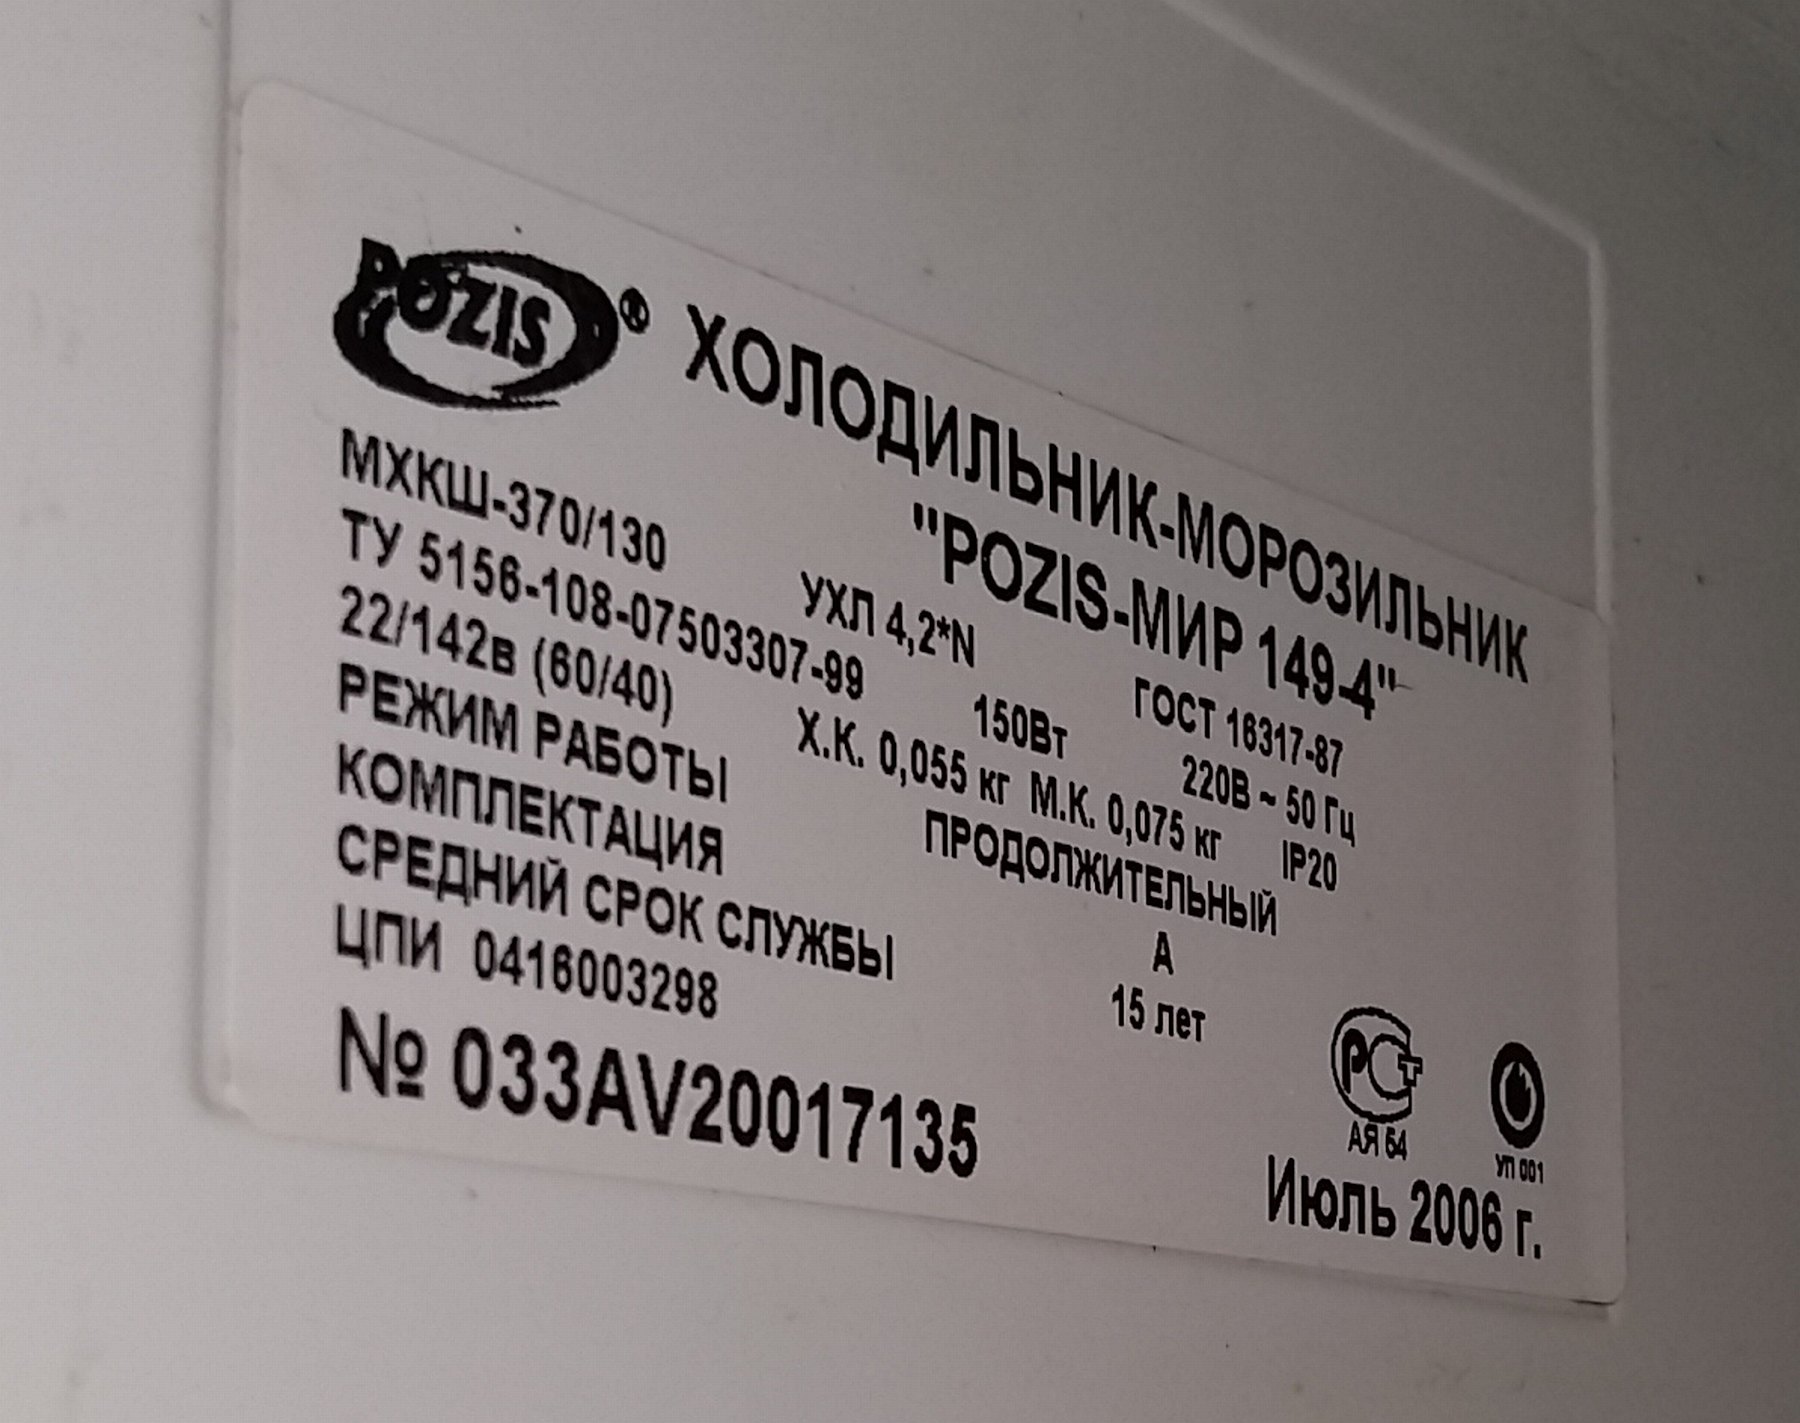 POZIS® ХОЛОДИЛЬНИК-МОРОЗИЛЬНИК
"POZIS-МИР 149-4"
МХКШ-370/130 УХЛ 4,2*N ГОСТ 16317-87
ТУ 5156-108-07503307-99 150Вт 220В ~ 50 Гц
22/142в (60/40) Х.К. 0,055 кг М.К. 0,075 кг IP20
РЕЖИМ РАБОТЫ ПРОДОЛЖИТЕЛЬНЫЙ
КОМПЛЕКТАЦИЯ А
СРЕДНИЙ СРОК СЛУЖБЫ 15 лет
ЦПИ 0416003298
№ 033AV20017135
РСТ
АЯ 64 УП 001
Июль 2006 г.